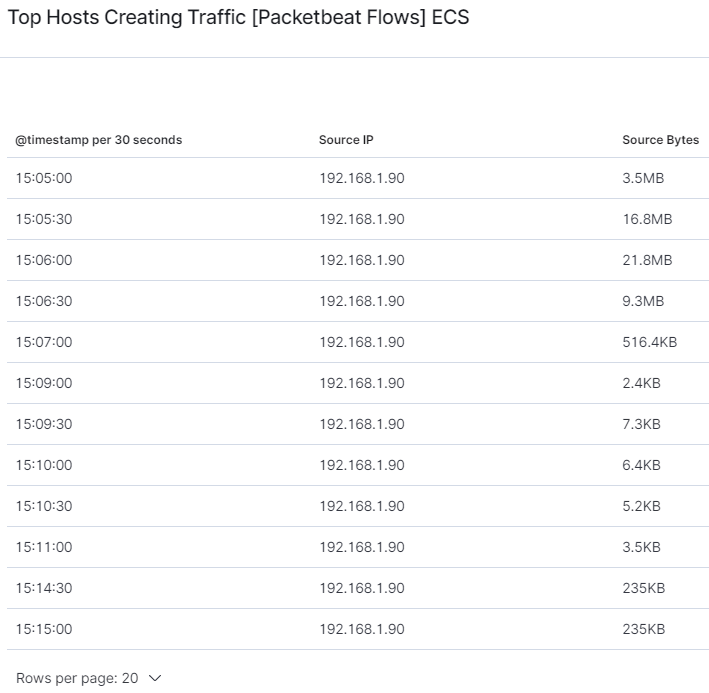 Top Hosts Creating Traffic [Packetbeat Flows] ECS
@timestamp per 30 seconds Source IP Source Bytes
15:05:00 192.168.1.90 3.5MB
15:05:30 192.168.1.90 16.8MB
15:06:00 192.168.1.90 21.8MB
15:06:30 192.168.1.90 9.3MB
15:07:00 192.168.1.90 516.4KB
15:09:00 192.168.1.90 2.4KB
15:09:30 192.168.1.90 7.3KB
15:10:00 192.168.1.90 6.4KB
15:10:30 192.168.1.90 5.2KB
15:11:00 192.168.1.90 3.5KB
15:14:30 192.168.1.90 235KB
15:15:00 192.168.1.90 235KB
Rows per page: 20